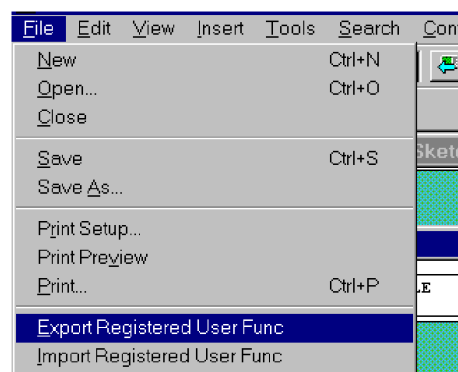 File Edit View Insert Tools Search
New Ctrl+N
Open... Ctrl+O
Close
Save Ctrl+S
Save As...
Print Setup...
Print Preview
Print... Ctrl+P
Export Registered User Func
Import Registered User Func